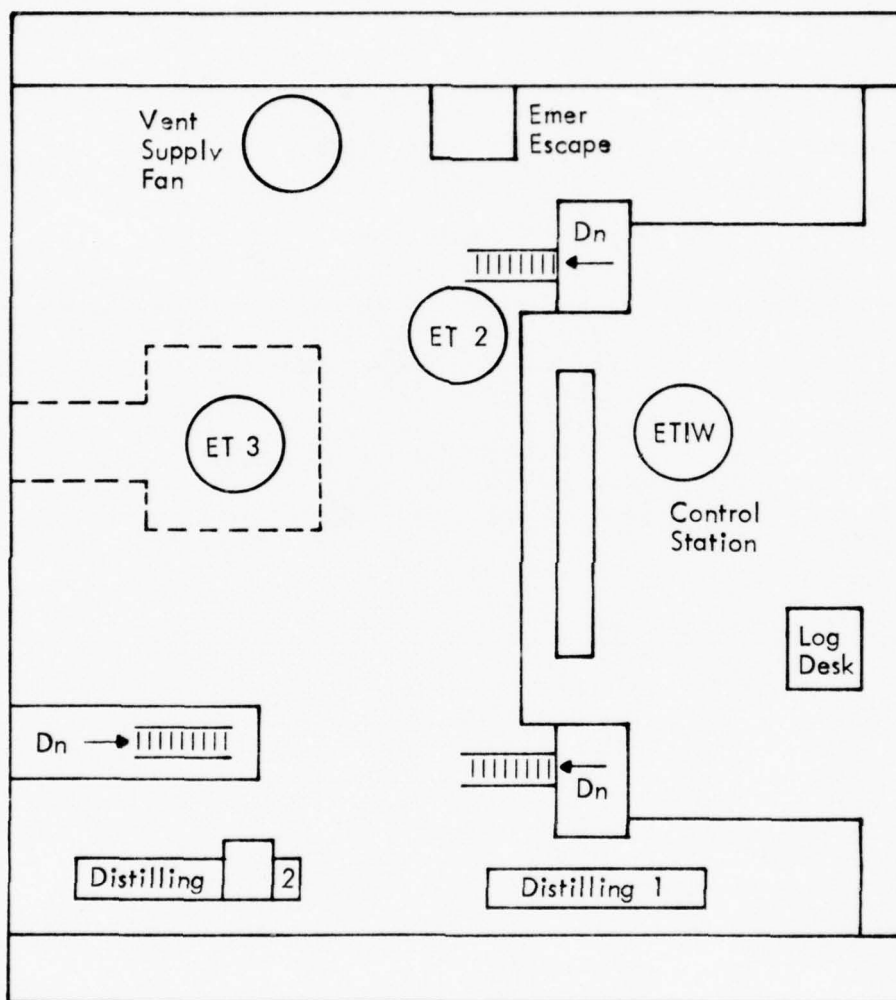 Vent
Supply
Fan
Emer
Escape
Dn
ET 2
ET 3
ET1W
Control
Station
Log
Desk
Dn
Dn
Distilling 2
Distilling 1